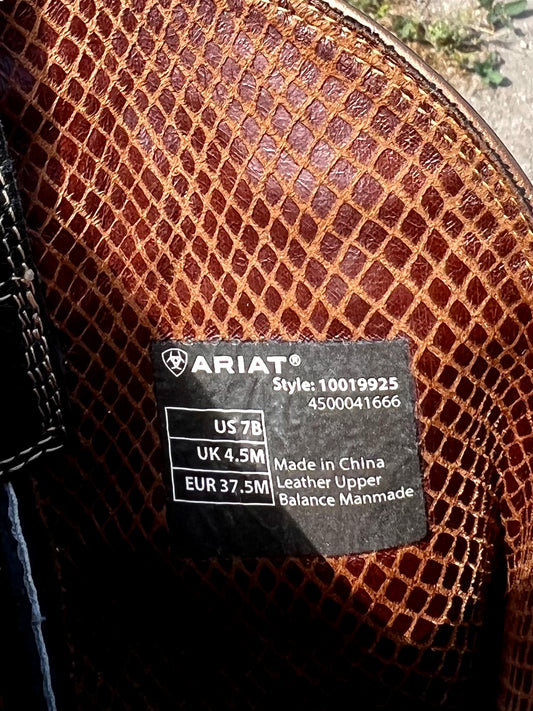 ARIAT®
Style: 10019925
4500041666
US 7B
UK 4.5M
EUR 37.5M
Made in China
Leather Upper
Balance Manmade